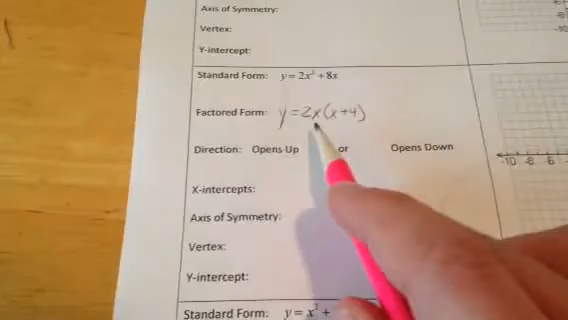 Axis of Symmetry:
Vertex:
Y-intercept:
Standard Form: y = 2x² + 8x
Factored Form: y = 2x(x+4)
Direction: Opens Up or Opens Down
-10 -8 -6
X-intercepts:
Axis of Symmetry:
Vertex:
Y-intercept:
Standard Form: y = x² +